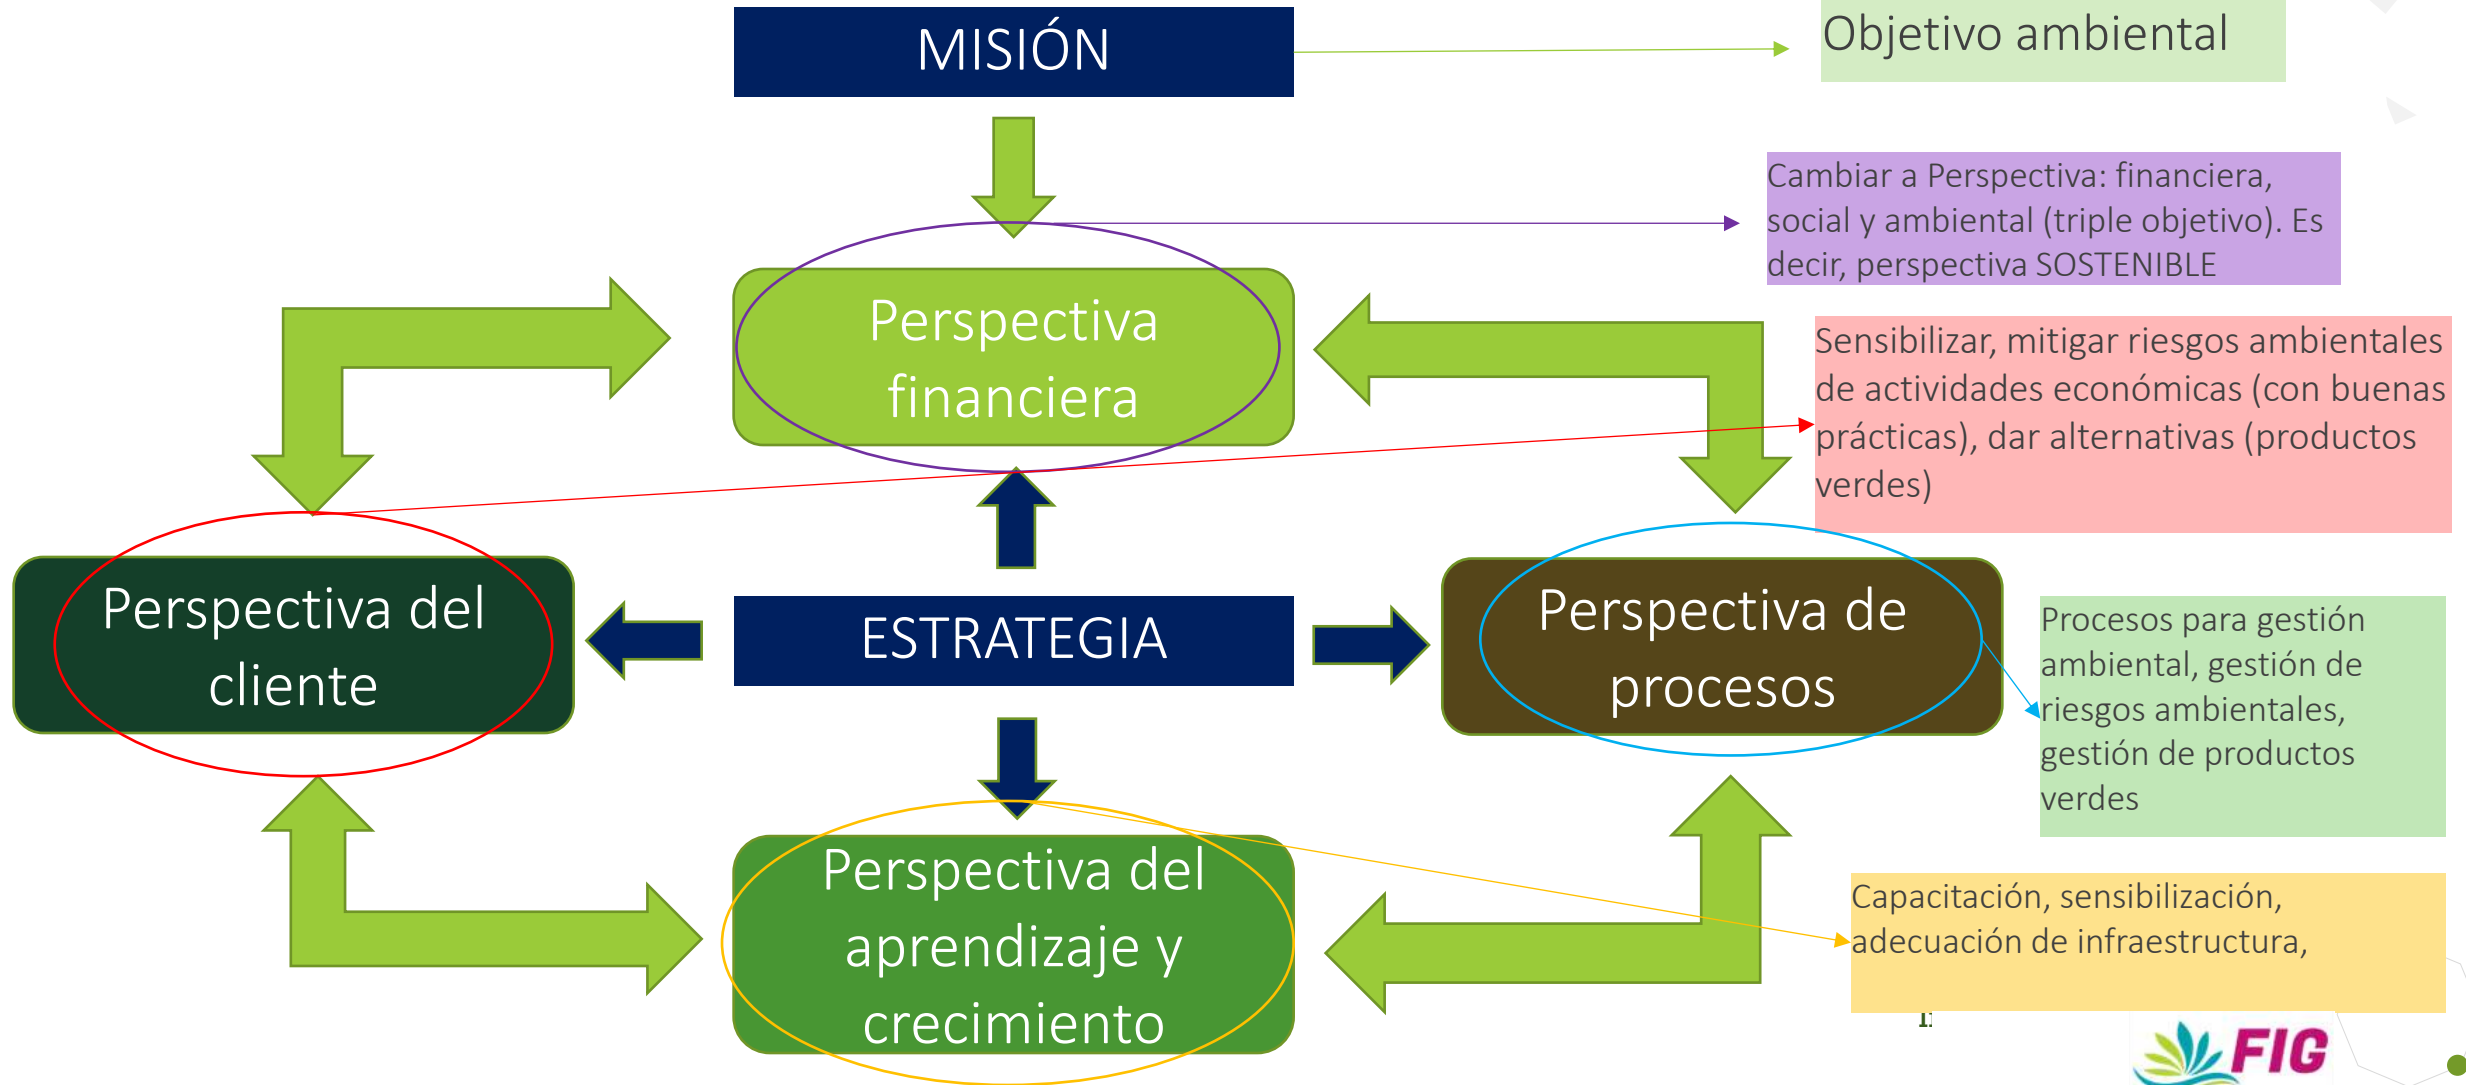 MISIÓN
Objetivo ambiental
Cambiar a Perspectiva: financiera,
social y ambiental (triple objetivo). Es
decir, perspectiva SOSTENIBLE
Perspectiva
financiera
Sensibilizar, mitigar riesgos ambientales
de actividades económicas (con buenas
prácticas), dar alternativas (productos
verdes)
Perspectiva del
cliente
ESTRATEGIA
Perspectiva de
procesos
Procesos para gestión
ambiental, gestión de
riesgos ambientales,
gestión de productos
verdes
Perspectiva del
aprendizaje y
crecimiento
Capacitación, sensibilización,
adecuación de infraestructura,
FIG